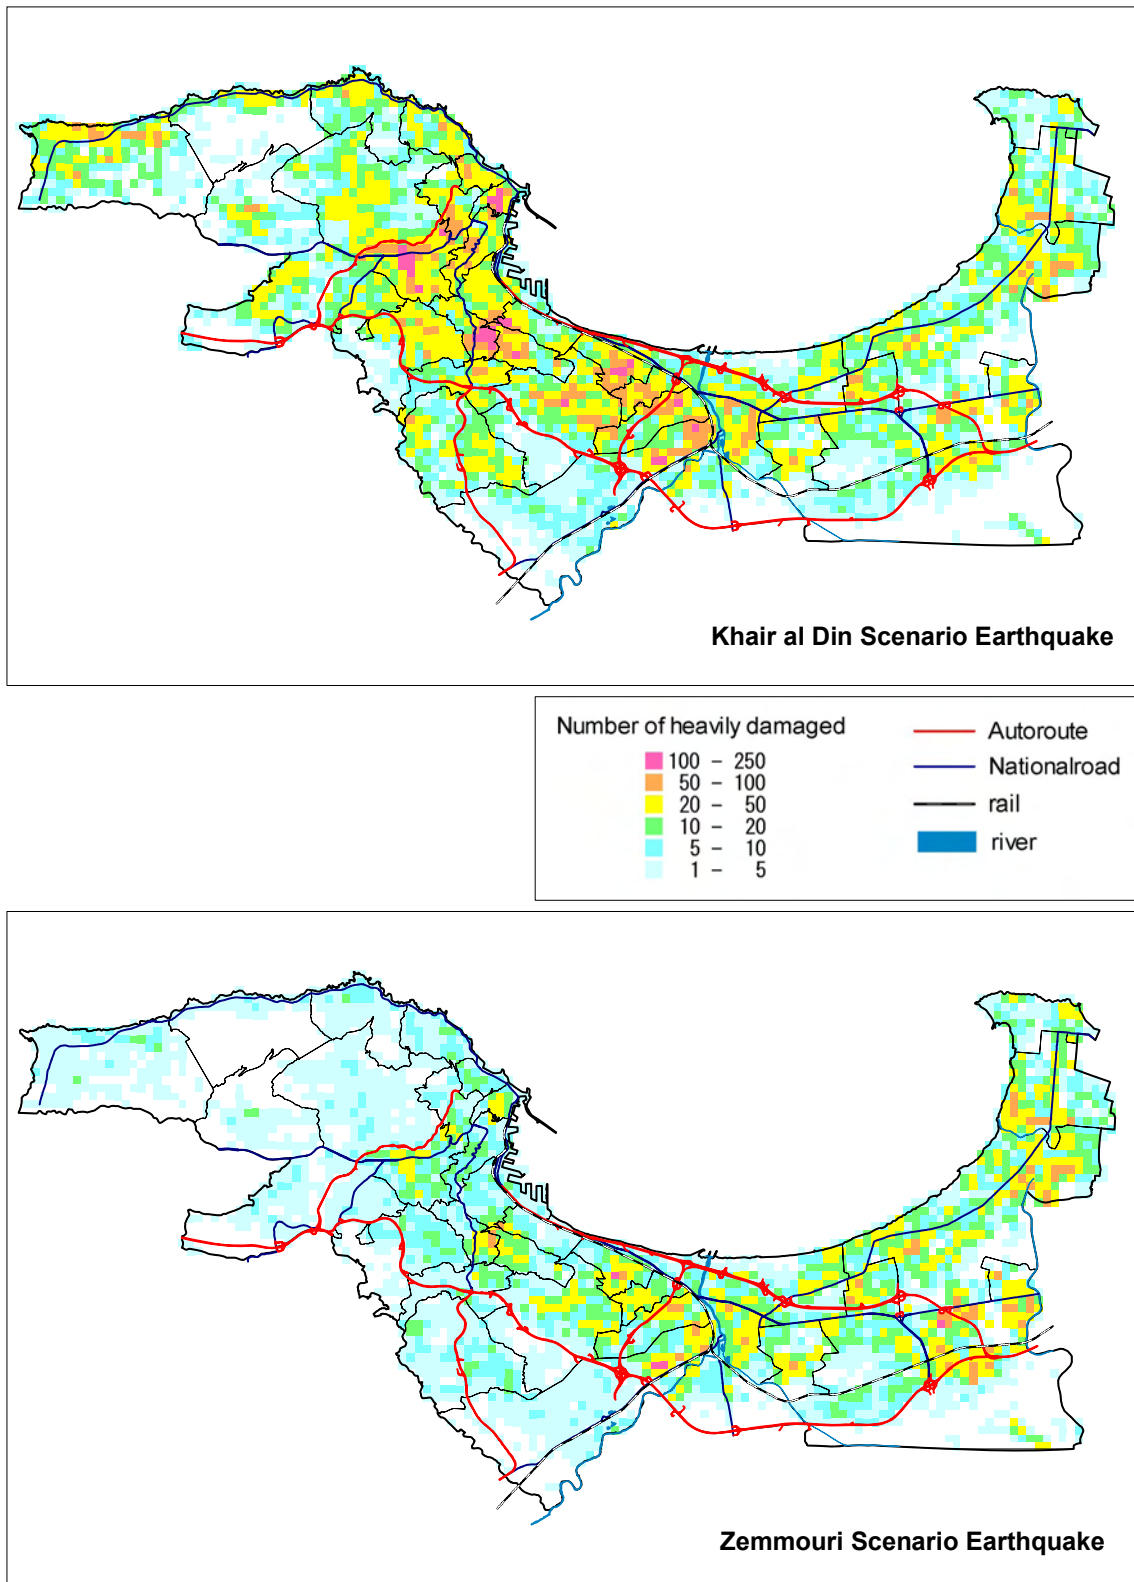 Khair al Din Scenario Earthquake
Number of heavily damaged
100 - 250
50 - 100
20 - 50
10 - 20
5 - 10
1 - 5
Autoroute
Nationalroad
rail
river
Zemmouri Scenario Earthquake